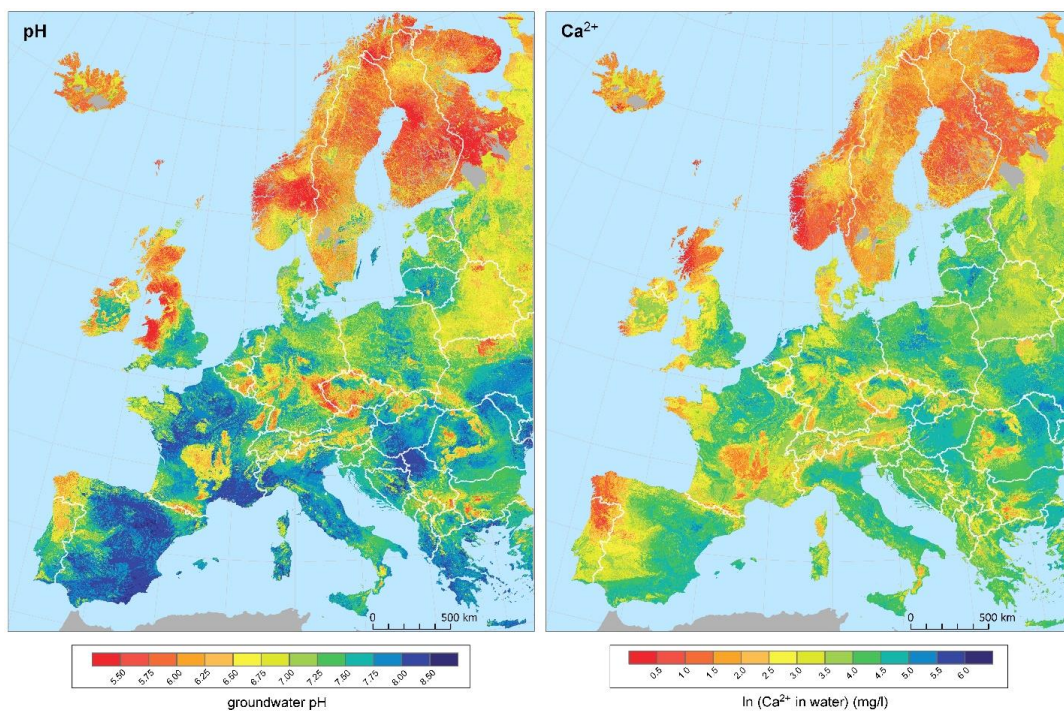 pH
Ca²⁺
0 500 km
0 500 km
5.50 5.75 6.00 6.25 6.50 6.75 7.00 7.25 7.50 7.75 8.00 8.50
groundwater pH
0.5 1.0 1.5 2.0 2.5 3.0 3.5 4.0 4.5 5.0 5.5 6.0
ln (Ca²⁺ in water) (mg/l)